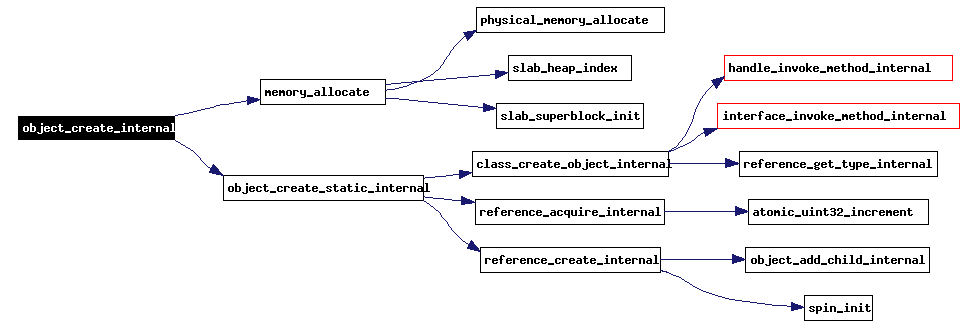 physical_memory_allocate
slab_heap_index
handle_invoke_method_internal
memory_allocate
slab_superblock_init
interface_invoke_method_internal
object_create_internal
class_create_object_internal
reference_get_type_internal
object_create_static_internal
reference_acquire_internal
atomic_uint32_increment
reference_create_internal
object_add_child_internal
spin_init